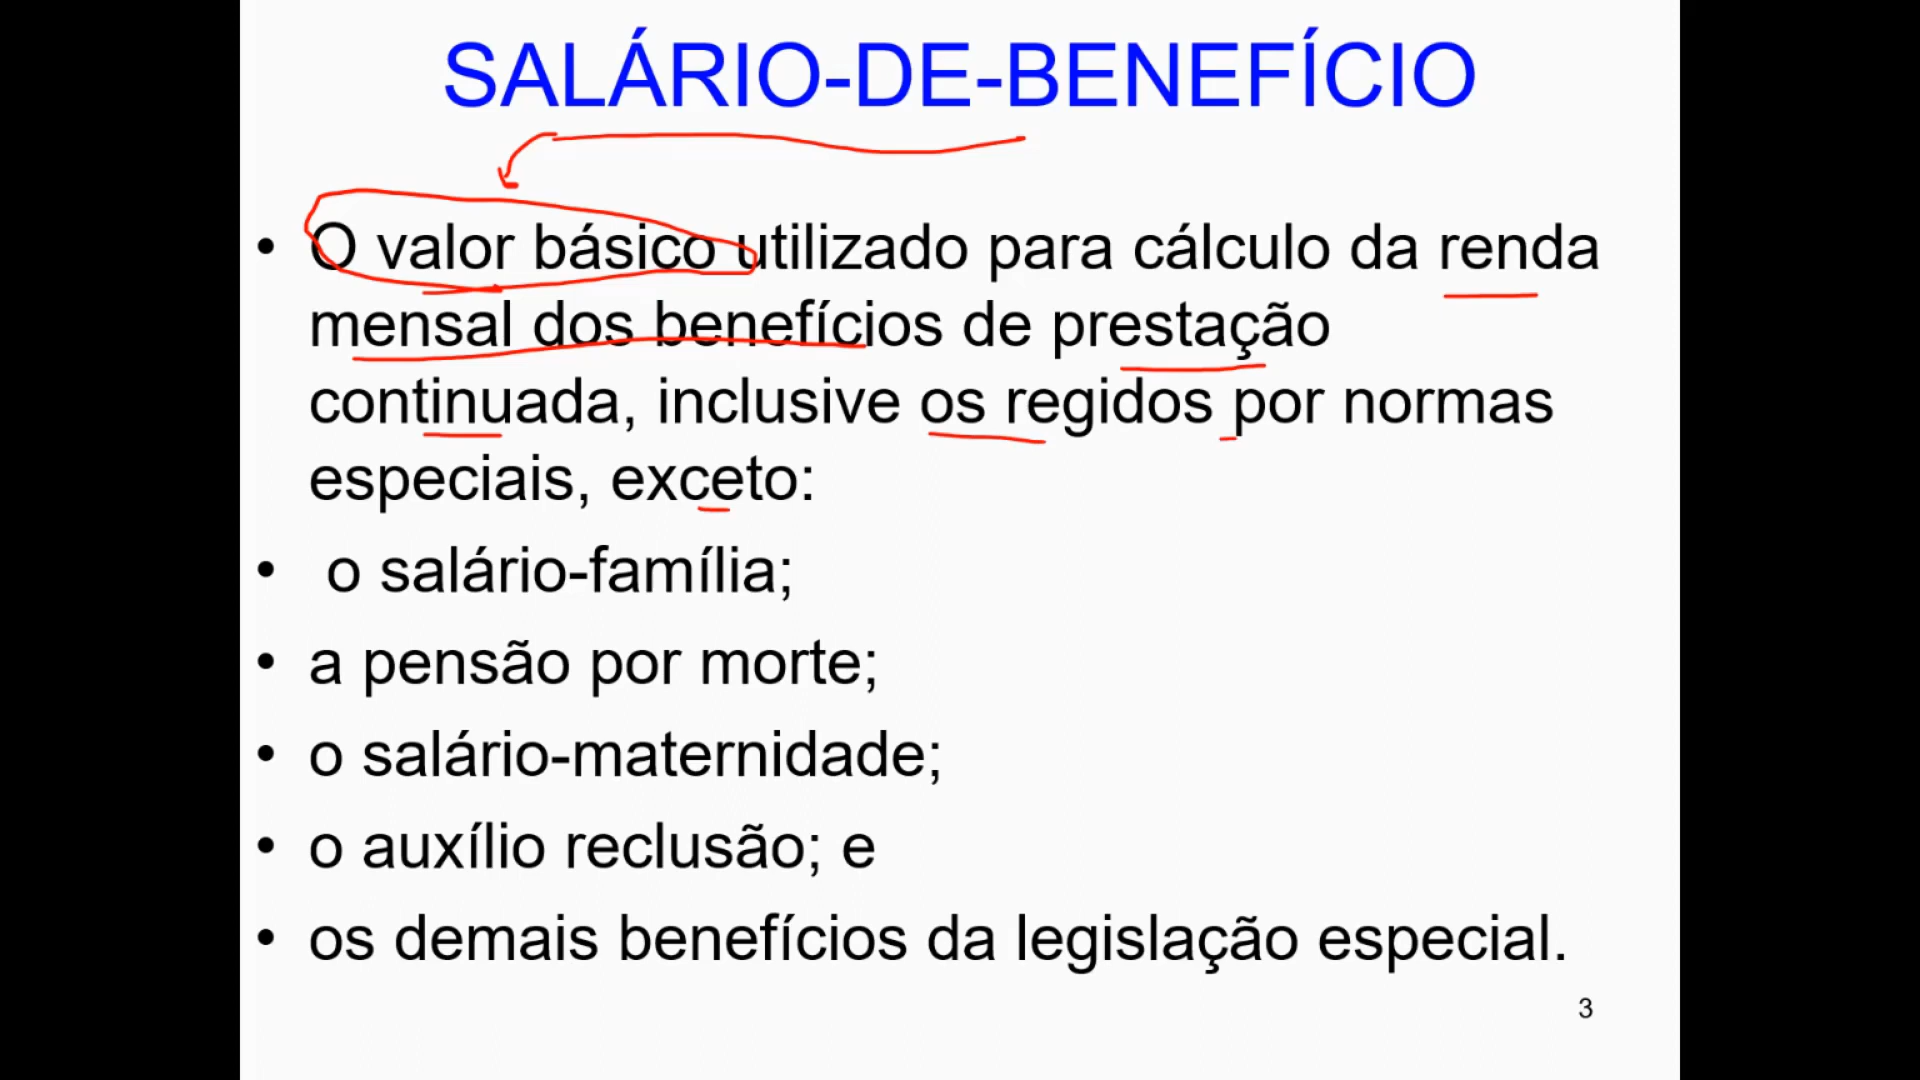 SALÁRIO-DE-BENEFÍCIO
• O valor básico utilizado para cálculo da renda
mensal dos benefícios de prestação
continuada, inclusive os regidos por normas
especiais, exceto:
• o salário-família;
• a pensão por morte;
• o salário-maternidade;
• o auxílio reclusão; e
• os demais benefícios da legislação especial.
3